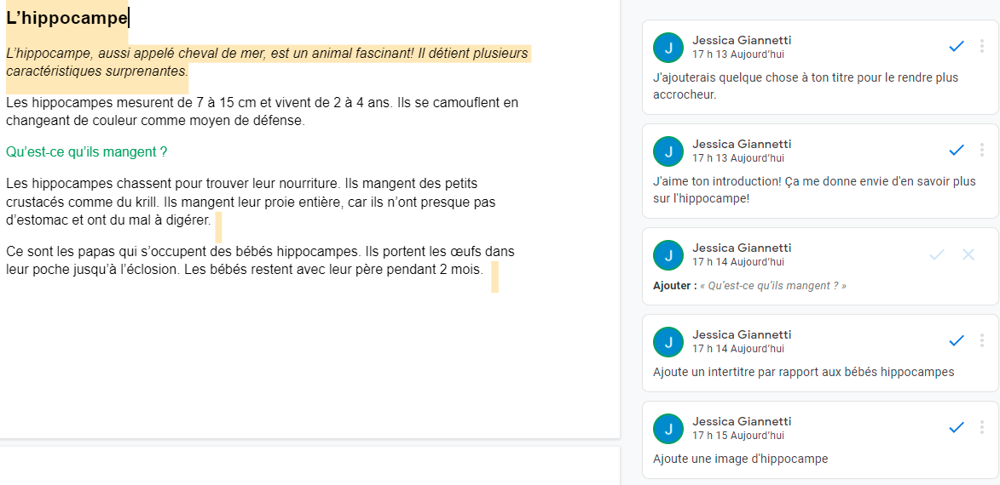 L’hippocampe
L’hippocampe, aussi appelé cheval de mer, est un animal fascinant! Il détient plusieurs
caractéristiques surprenantes.
Les hippocampes mesurent de 7 à 15 cm et vivent de 2 à 4 ans. Ils se camouflent en
changeant de couleur comme moyen de défense.
Qu’est-ce qu’ils mangent ?
Les hippocampes chassent pour trouver leur nourriture. Ils mangent des petits
crustacés comme du krill. Ils mangent leur proie entière, car ils n’ont presque pas
d’estomac et ont du mal à digérer.
Ce sont les papas qui s’occupent des bébés hippocampes. Ils portent les œufs dans
leur poche jusqu’à l’éclosion. Les bébés restent avec leur père pendant 2 mois.
J
Jessica Giannetti
17 h 13 Aujourd’hui
J'ajouterais quelque chose à ton titre pour le rendre plus
accrocheur.
J
Jessica Giannetti
17 h 13 Aujourd’hui
J'aime ton introduction! Ça me donne envie d'en savoir plus
sur l'hippocampe!
J
Jessica Giannetti
17 h 14 Aujourd’hui
Ajouter : « Qu’est-ce qu’ils mangent ? »
J
Jessica Giannetti
17 h 14 Aujourd’hui
Ajoute un intertitre par rapport aux bébés hippocampes
J
Jessica Giannetti
17 h 15 Aujourd’hui
Ajoute une image d'hippocampe